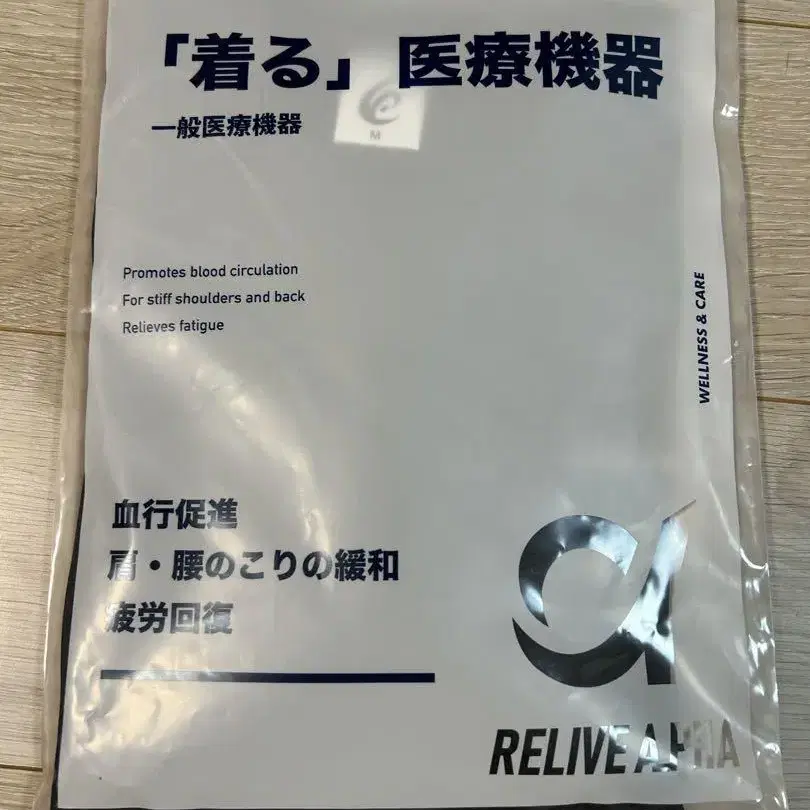 「着る」医療機器
一般医療機器
M
Promotes blood circulation
For stiff shoulders and back
Relieves fatigue
WELLNESS & CARE
血行促進
肩・腰のこりの緩和
疲労回復
RELIVE ALPHA